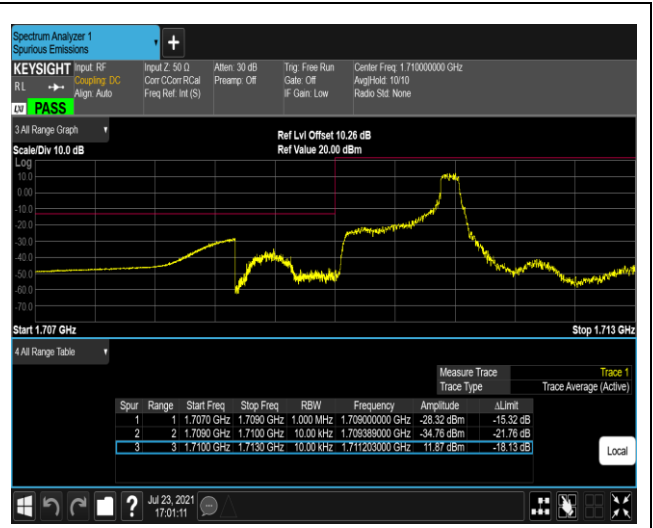 Spectrum Analyzer 1
Spurious Emissions
KEYSIGHT Input: RF Input Z: 50 Ω Atten: 30 dB Trig: Free Run Center Freq: 1.710000000 GHz
RL Coupling: DC Corr CCorr RCal Preamp: Off Gate: Off Avg|Hold: 10/10
Align: Auto Freq Ref: Int (S) IF Gain: Low Radio Std: None
LXI PASS
3 All Range Graph
Ref Lvl Offset 10.26 dB
Scale/Div 10.0 dB Ref Value 20.00 dBm
Log
10.0
0.00
-10.0
-20.0
-30.0
-40.0
-50.0
-60.0
-70.0
Start 1.707 GHz Stop 1.713 GHz
4 All Range Table
Measure Trace Trace 1
Trace Type Trace Average (Active)
Spur Range Start Freq Stop Freq RBW Frequency Amplitude ΔLimit
1 1 1.7070 GHz 1.7090 GHz 1.000 MHz 1.709000000 GHz -28.32 dBm -15.32 dB
2 2 1.7090 GHz 1.7100 GHz 10.00 kHz 1.709389000 GHz -34.76 dBm -21.76 dB
3 3 1.7100 GHz 1.7130 GHz 10.00 kHz 1.711203000 GHz 11.87 dBm -18.13 dB
Local
? Jul 23, 2021
17:01:11